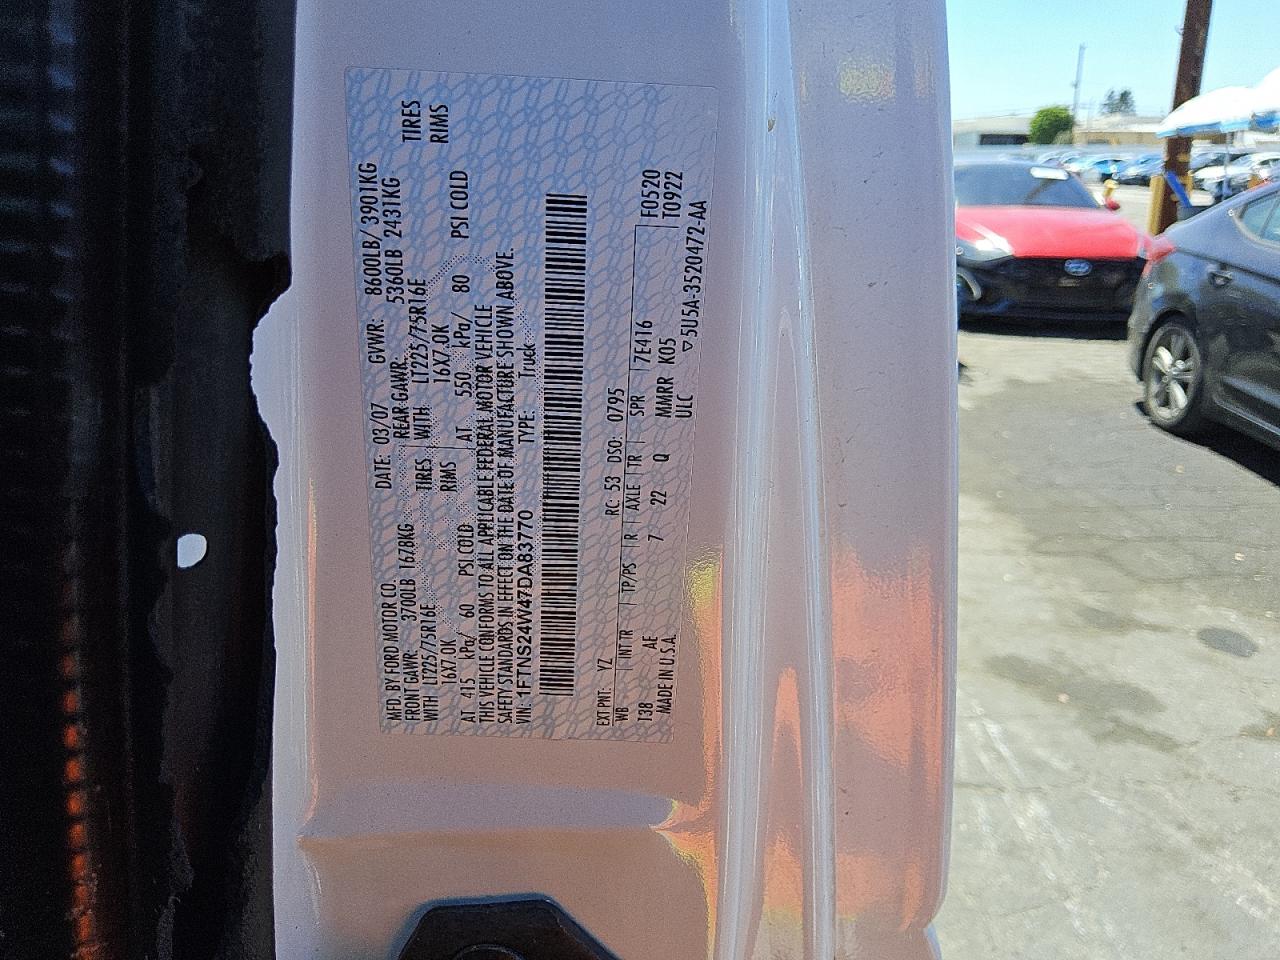 MFD. BY FORD MOTOR CO. DATE: 03/07 GVWR: 8600LB/ 3901KG
FRONT GAWR: 3700LB 1678KG REAR GAWR: 5360LB 2431KG
WITH LT225/75R16E TIRES WITH LT225/75R16E TIRES
16X7.0K RIMS 16X7.0K RIMS
AT 415 kPa/ 60 PSI COLD AT 550 kPa/ 80 PSI COLD
THIS VEHICLE CONFORMS TO ALL APPLICABLE FEDERAL MOTOR VEHICLE
SAFETY STANDARDS IN EFFECT ON THE DATE OF MANUFACTURE SHOWN ABOVE.
VIN: 1FTNS24W47DA83770 TYPE: Truck
EXT PNT: YZ RC: 53 DSO: 0795 F0520
WB INT TR TP/PS R AXLE TR SPR 7E416 T0922
138 AE 7 22 Q MMRR K05
MADE IN U.S.A. ULC ▽5U5A-3520472-AA